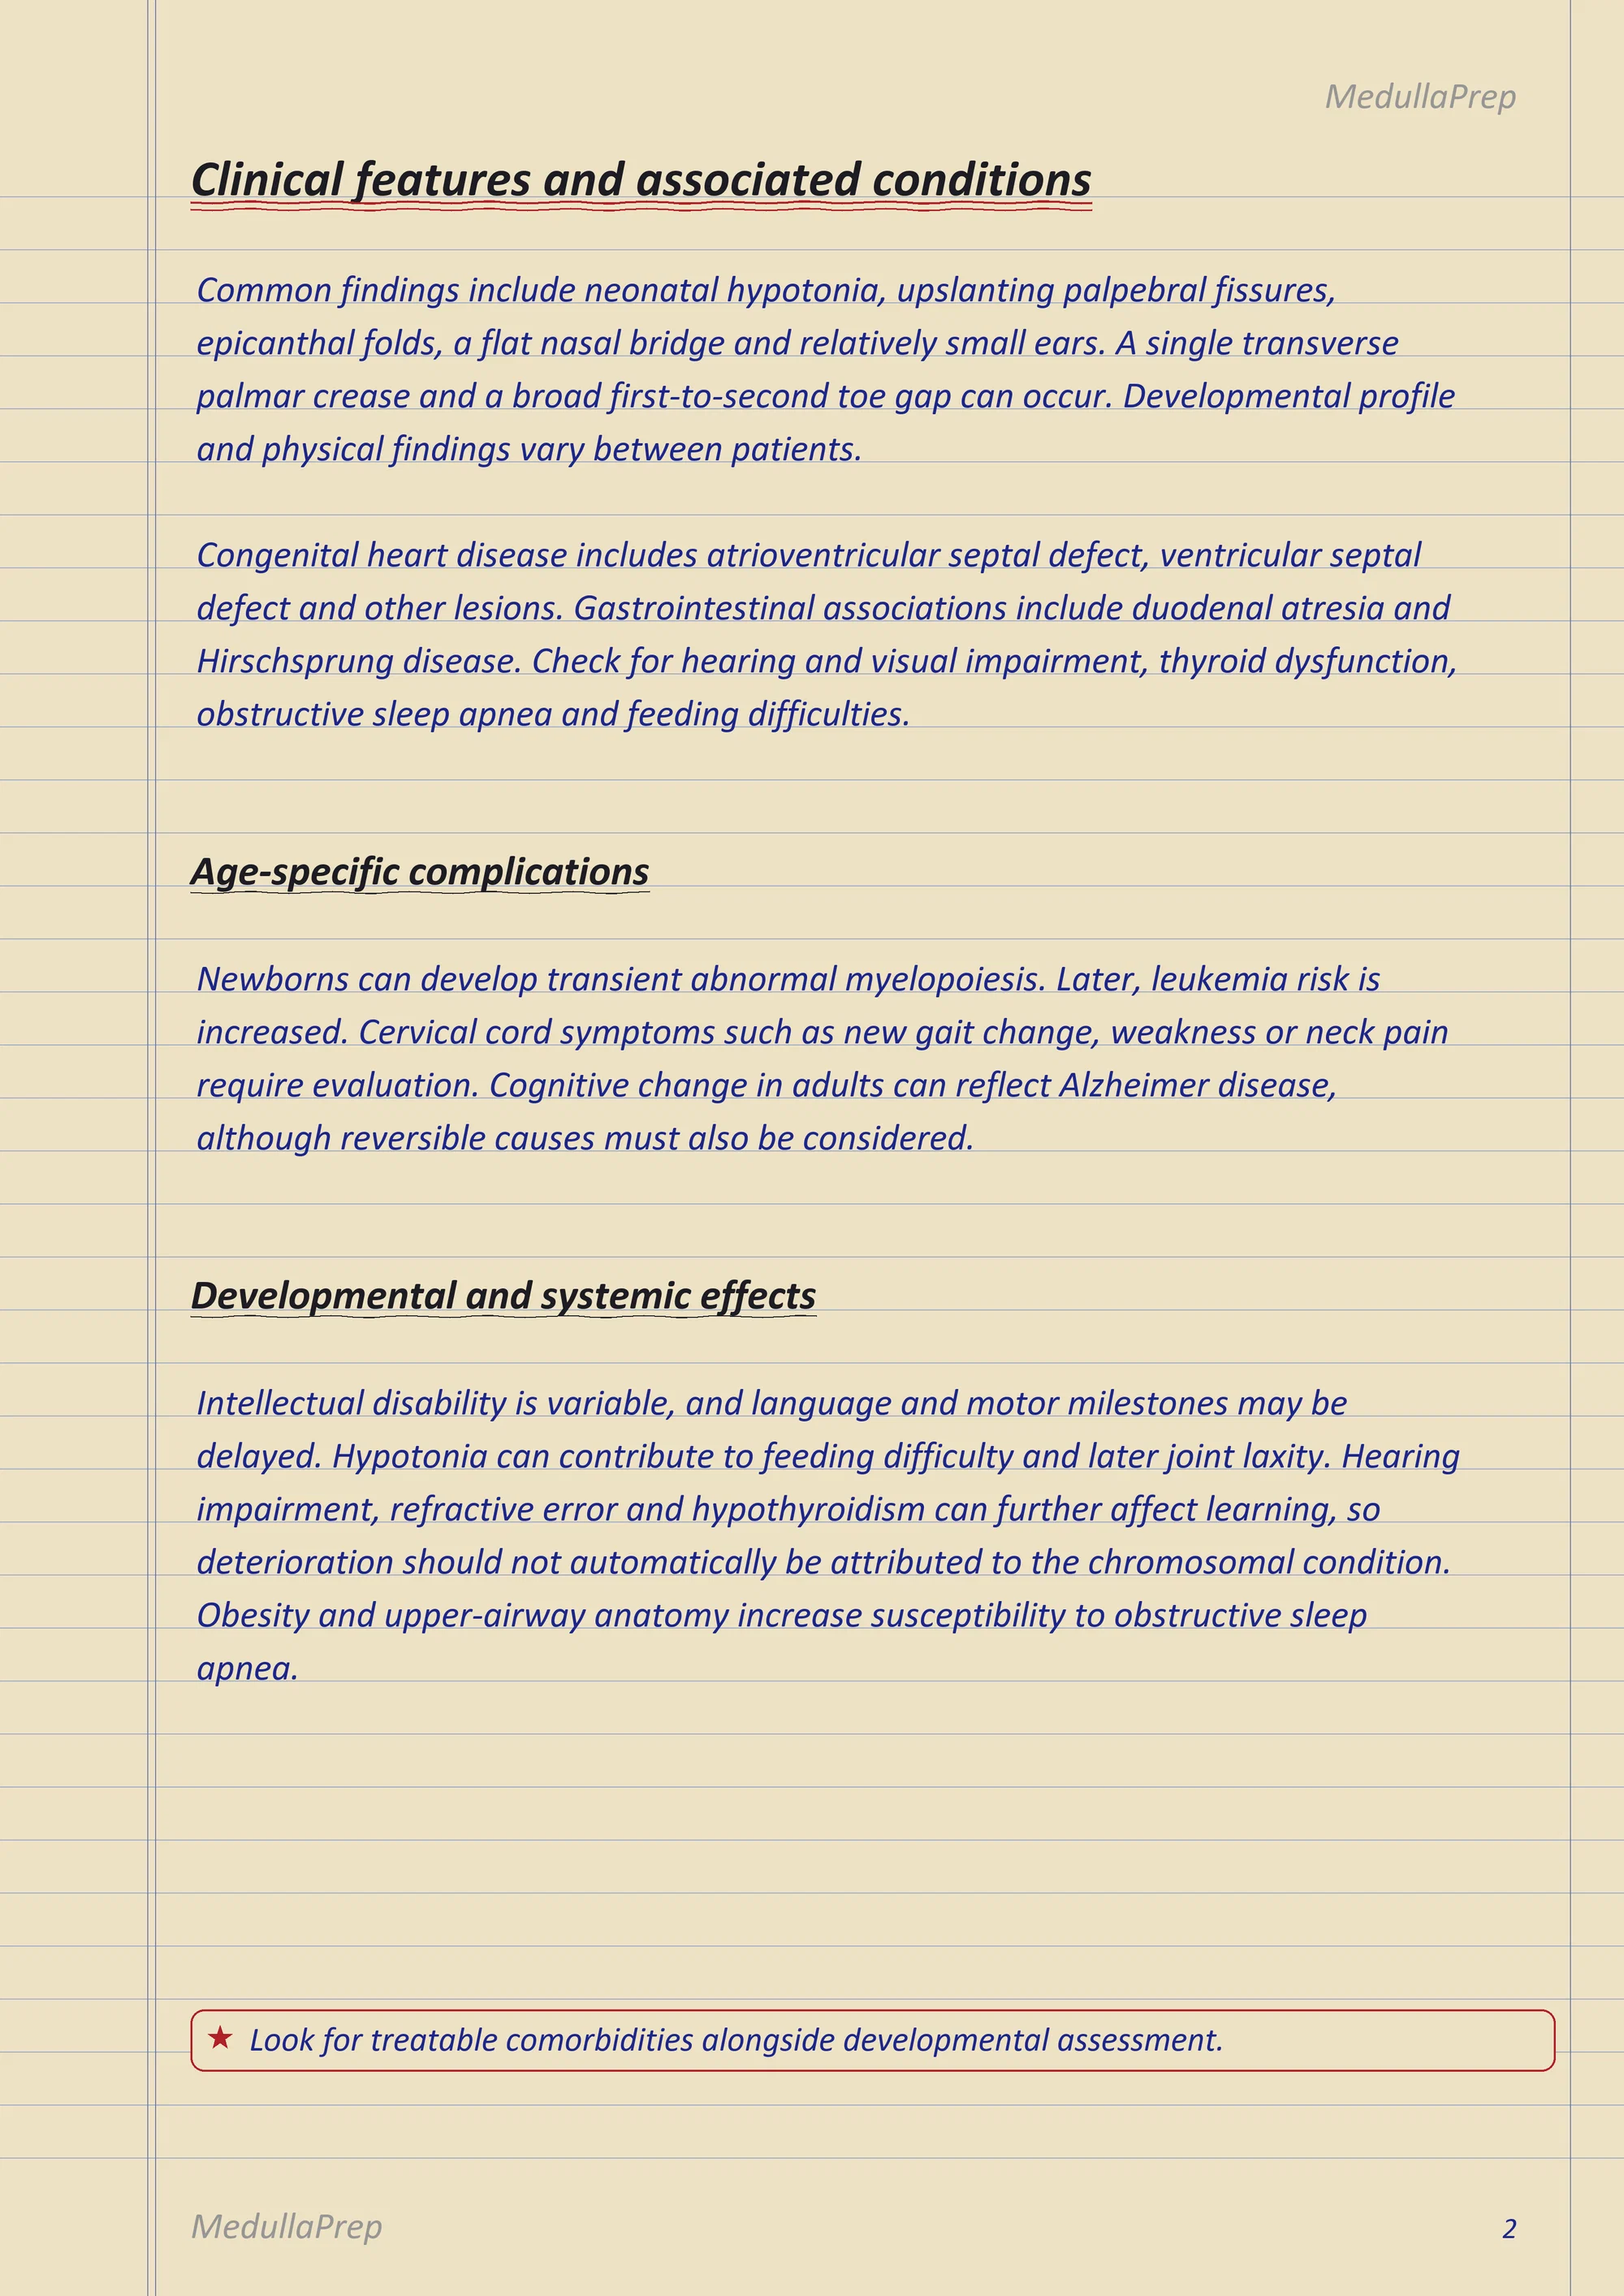 MedullaPrep
Clinical features and associated conditions
Common findings include neonatal hypotonia, upslanting palpebral fissures,
epicanthal folds, a flat nasal bridge and relatively small ears. A single transverse
palmar crease and a broad first-to-second toe gap can occur. Developmental profile
and physical findings vary between patients.
Congenital heart disease includes atrioventricular septal defect, ventricular septal
defect and other lesions. Gastrointestinal associations include duodenal atresia and
Hirschsprung disease. Check for hearing and visual impairment, thyroid dysfunction,
obstructive sleep apnea and feeding difficulties.
Age-specific complications
Newborns can develop transient abnormal myelopoiesis. Later, leukemia risk is
increased. Cervical cord symptoms such as new gait change, weakness or neck pain
require evaluation. Cognitive change in adults can reflect Alzheimer disease,
although reversible causes must also be considered.
Developmental and systemic effects
Intellectual disability is variable, and language and motor milestones may be
delayed. Hypotonia can contribute to feeding difficulty and later joint laxity. Hearing
impairment, refractive error and hypothyroidism can further affect learning, so
deterioration should not automatically be attributed to the chromosomal condition.
Obesity and upper-airway anatomy increase susceptibility to obstructive sleep
apnea.
★ Look for treatable comorbidities alongside developmental assessment.
MedullaPrep
2